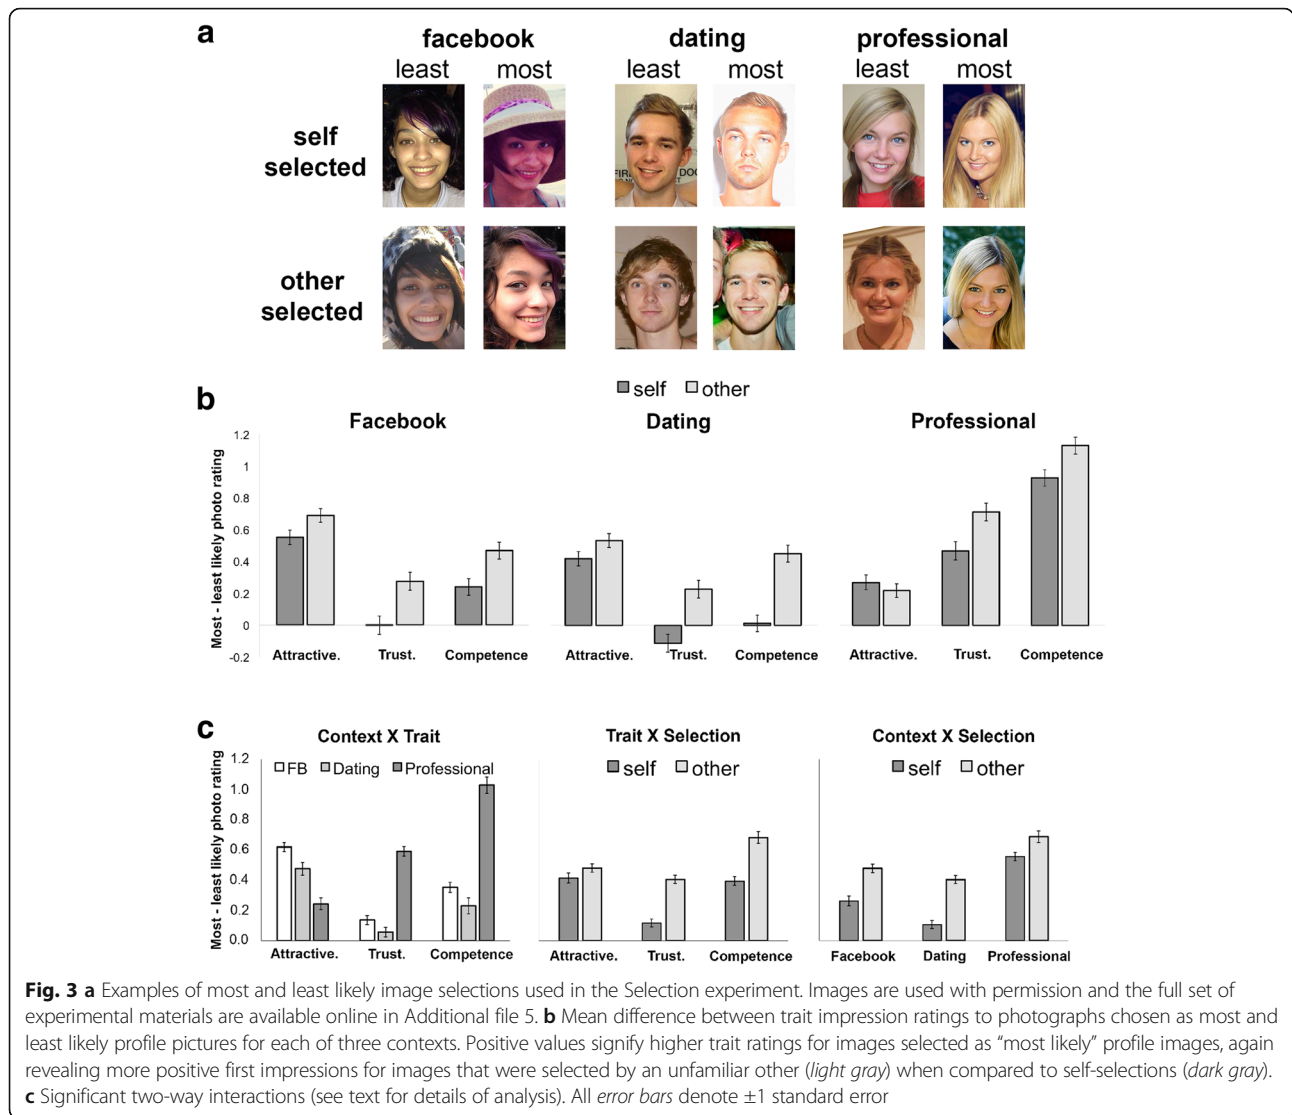 a
facebook dating professional
least most least most least most
self
selected
FIR DOO
other
selected
self other
b
Facebook Dating Professional
Most - least likely photo rating
1.2
1
0.8
0.6
0.4
0.2
0
-0.2
Attractive. Trust. Competence Attractive. Trust. Competence Attractive. Trust. Competence
c
Context X Trait Trait X Selection Context X Selection
FB Dating Professional self other self other
Most - least likely photo rating
1.2
1.0
0.8
0.6
0.4
0.2
0.0
Attractive. Trust. Competence Attractive. Trust. Competence Facebook Dating Professional
Fig. 3 a Examples of most and least likely image selections used in the Selection experiment. Images are used with permission and the full set of
experimental materials are available online in Additional file 5. b Mean difference between trait impression ratings to photographs chosen as most and
least likely profile pictures for each of three contexts. Positive values signify higher trait ratings for images selected as “most likely” profile images, again
revealing more positive first impressions for images that were selected by an unfamiliar other (light gray) when compared to self-selections (dark gray).
c Significant two-way interactions (see text for details of analysis). All error bars denote ±1 standard error